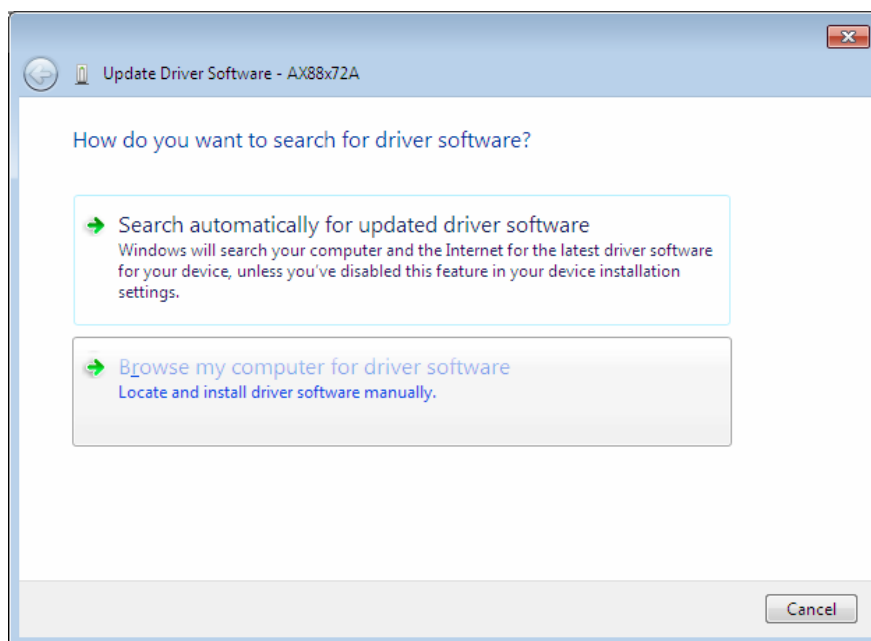 Update Driver Software - AX88x72A
How do you want to search for driver software?
Search automatically for updated driver software
Windows will search your computer and the Internet for the latest driver software
for your device, unless you've disabled this feature in your device installation
settings.
Browse my computer for driver software
Locate and install driver software manually.
Cancel